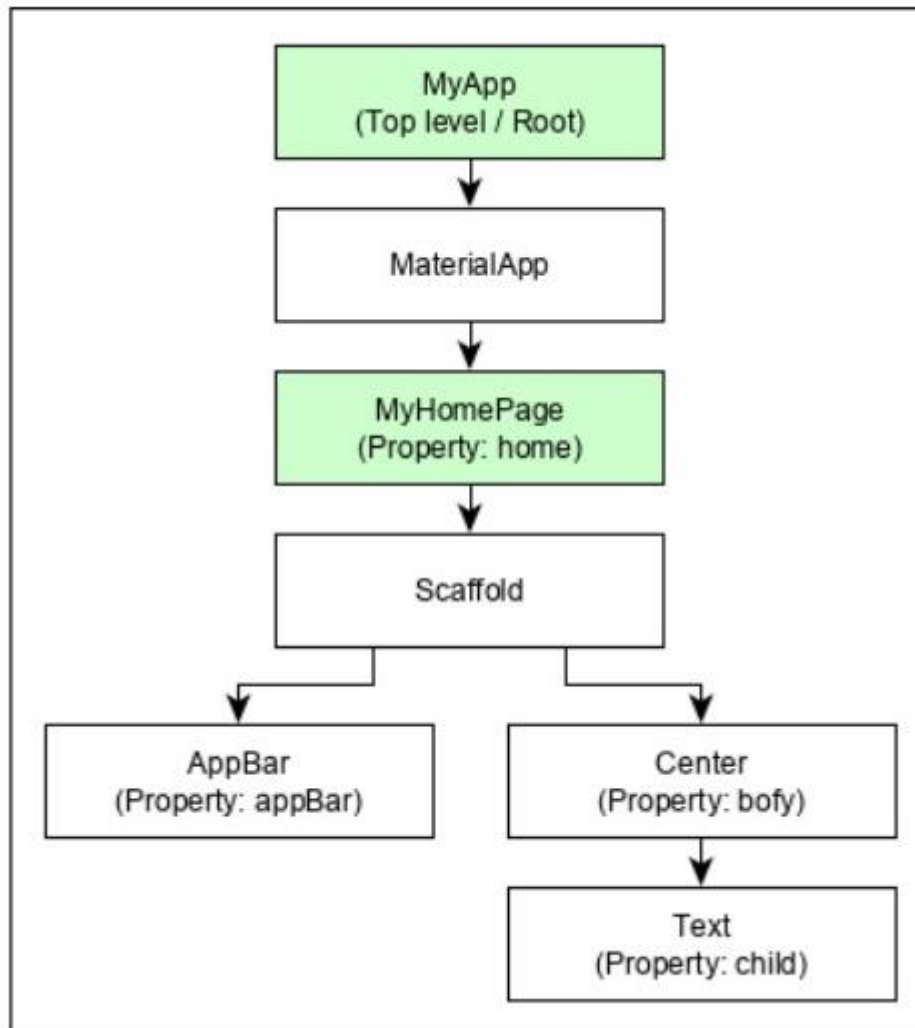 MyApp
(Top level / Root)
MaterialApp
MyHomePage
(Property: home)
Scaffold
AppBar
(Property: appBar)
Center
(Property: bofy)
Text
(Property: child)